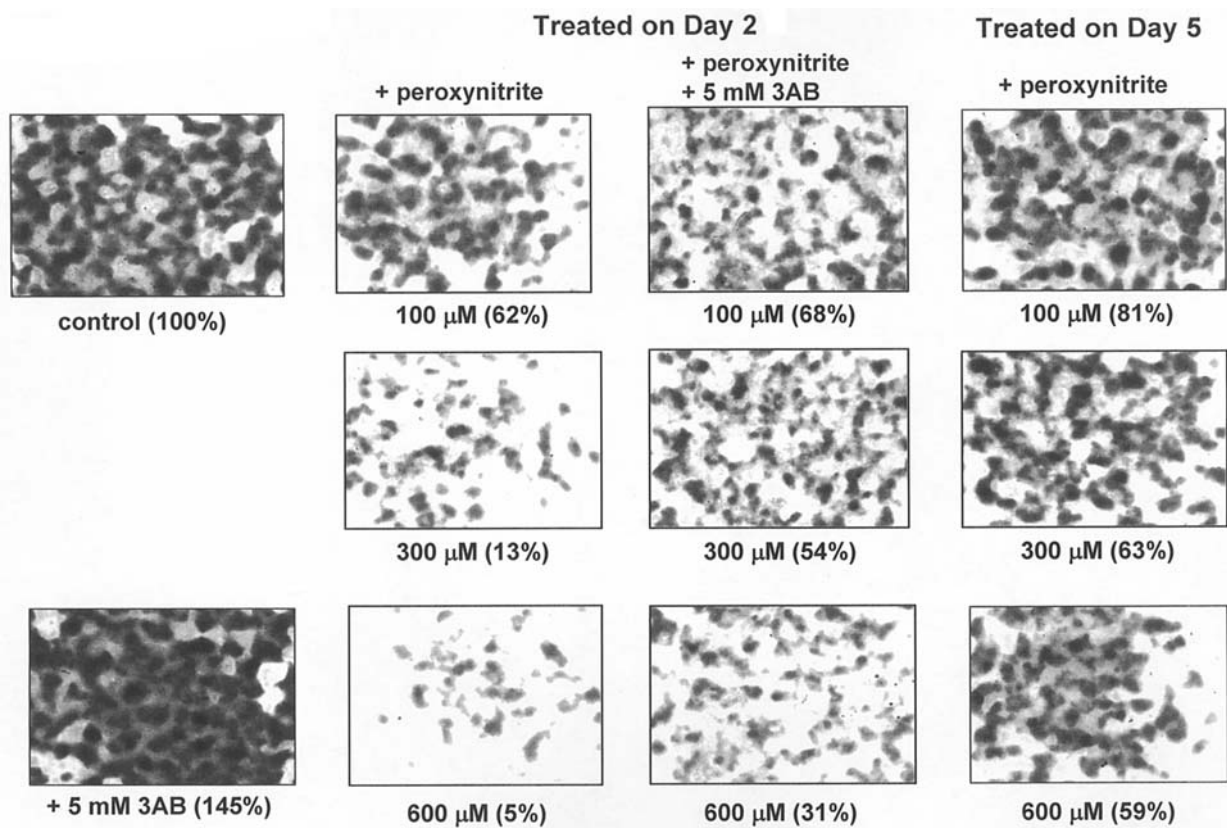 Treated on Day 2
Treated on Day 5
+ peroxynitrite
+ peroxynitrite
+ 5 mM 3AB
+ peroxynitrite
control (100%)
100 μM (62%)
100 μM (68%)
100 μM (81%)
300 μM (13%)
300 μM (54%)
300 μM (63%)
+ 5 mM 3AB (145%)
600 μM (5%)
600 μM (31%)
600 μM (59%)